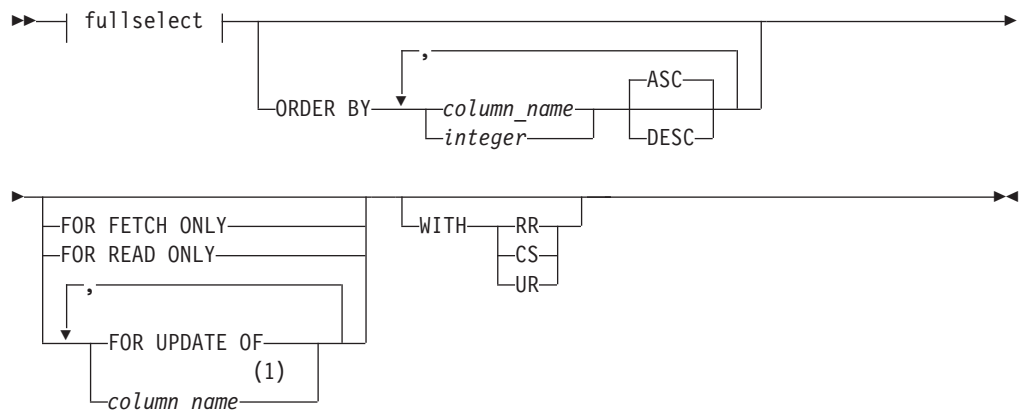 fullselect
,
ASC
ORDER BY column_name
integer DESC
FOR FETCH ONLY WITH RR
FOR READ ONLY CS
, UR
FOR UPDATE OF
(1)
column name